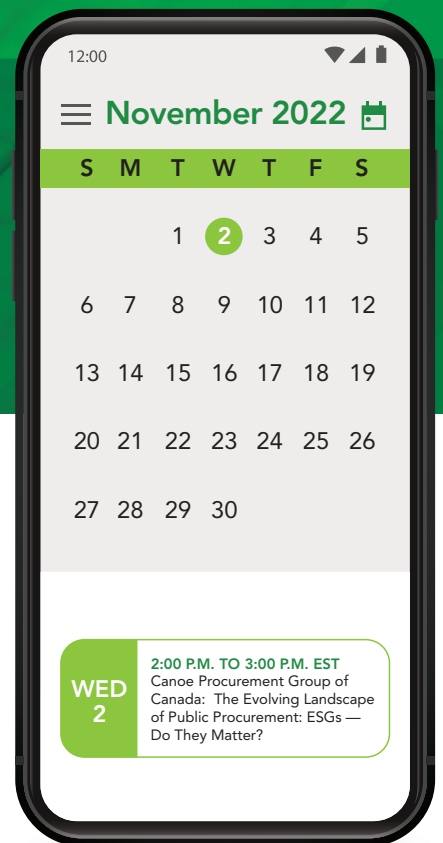 12:00
November 2022
S M T W T F S
1 2 3 4 5
6 7 8 9 10 11 12
13 14 15 16 17 18 19
20 21 22 23 24 25 26
27 28 29 30
WED
2
2:00 P.M. TO 3:00 P.M. EST
Canoe Procurement Group of
Canada: The Evolving Landscape
of Public Procurement: ESGs —
Do They Matter?